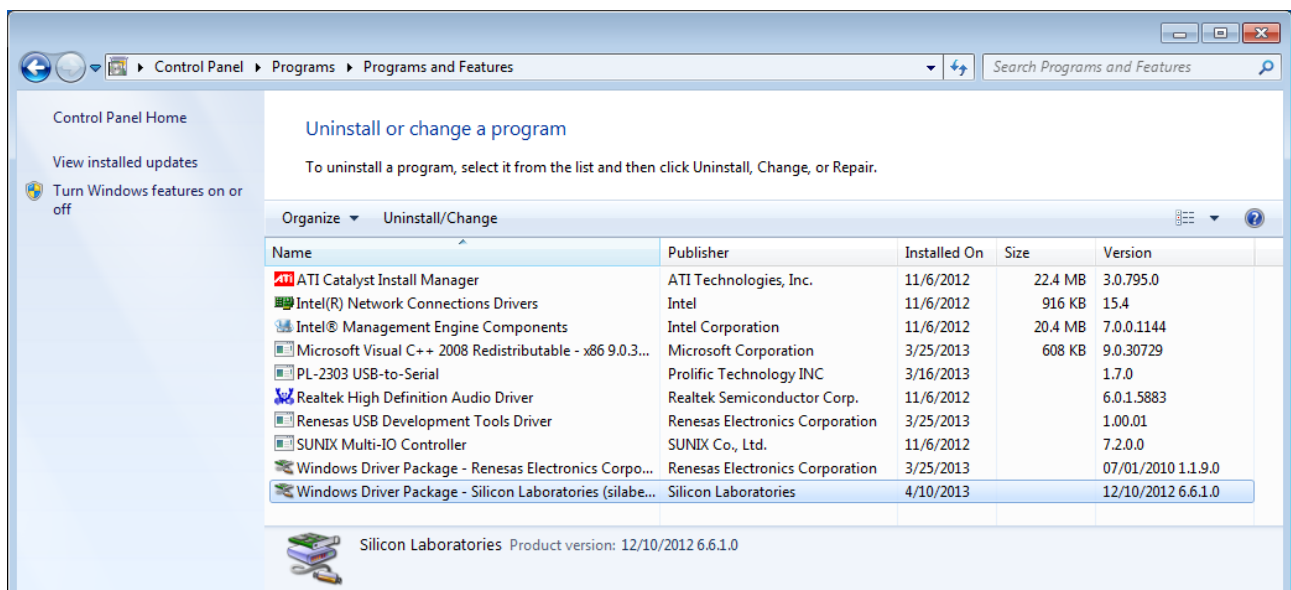 Control Panel Programs Programs and Features Search Programs and Features
Control Panel Home
View installed updates
Turn Windows features on or
off
Uninstall or change a program
To uninstall a program, select it from the list and then click Uninstall, Change, or Repair.
Organize Uninstall/Change
Name Publisher Installed On Size Version
ATI ATI Catalyst Install Manager ATI Technologies, Inc. 11/6/2012 22.4 MB 3.0.795.0
Intel(R) Network Connections Drivers Intel 11/6/2012 916 KB 15.4
Intel® Management Engine Components Intel Corporation 11/6/2012 20.4 MB 7.0.0.1144
Microsoft Visual C++ 2008 Redistributable - x86 9.0.3... Microsoft Corporation 3/25/2013 608 KB 9.0.30729
PL-2303 USB-to-Serial Prolific Technology INC 3/16/2013 1.7.0
Realtek High Definition Audio Driver Realtek Semiconductor Corp. 11/6/2012 6.0.1.5883
Renesas USB Development Tools Driver Renesas Electronics Corporation 3/25/2013 1.00.01
SUNIX Multi-IO Controller SUNIX Co., Ltd. 11/6/2012 7.2.0.0
Windows Driver Package - Renesas Electronics Corpo... Renesas Electronics Corporation 3/25/2013 07/01/2010 1.1.9.0
Windows Driver Package - Silicon Laboratories (silabe... Silicon Laboratories 4/10/2013 12/10/2012 6.6.1.0
Silicon Laboratories Product version: 12/10/2012 6.6.1.0